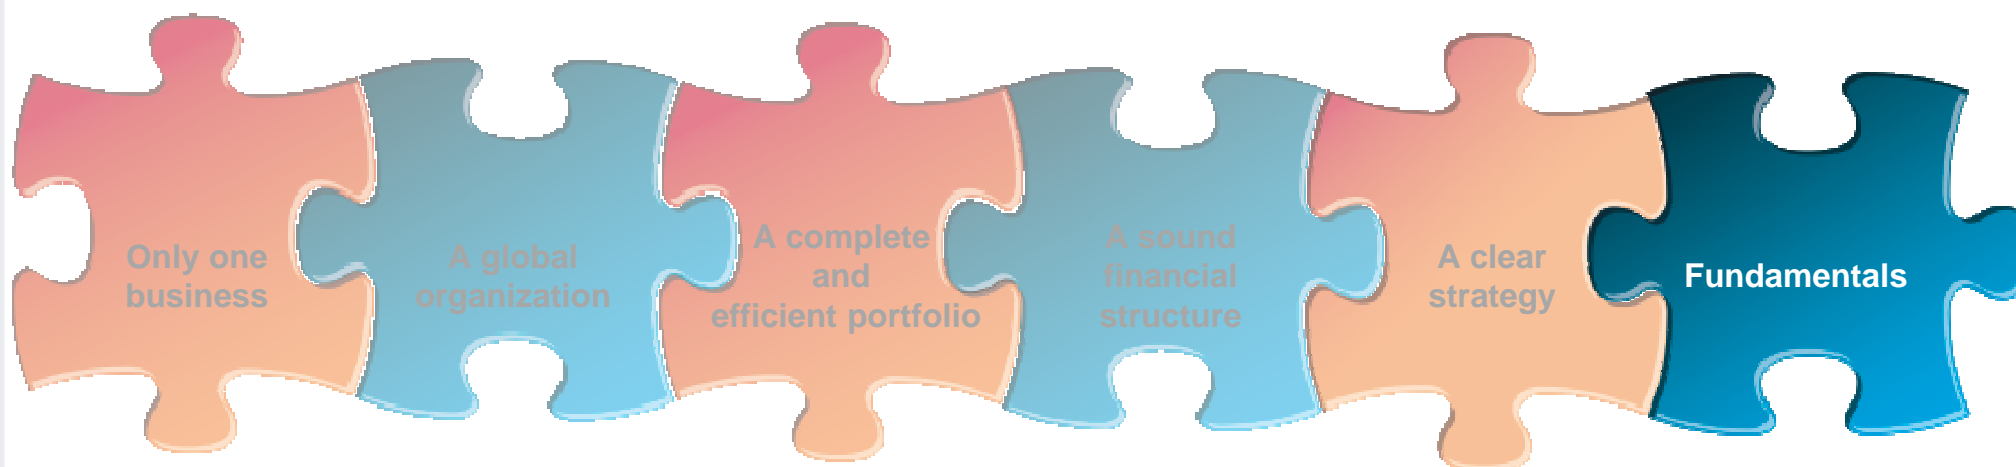 Only one
business
A global
organization
A complete
and
efficient portfolio
A sound
financial
structure
A clear
strategy
Fundamentals